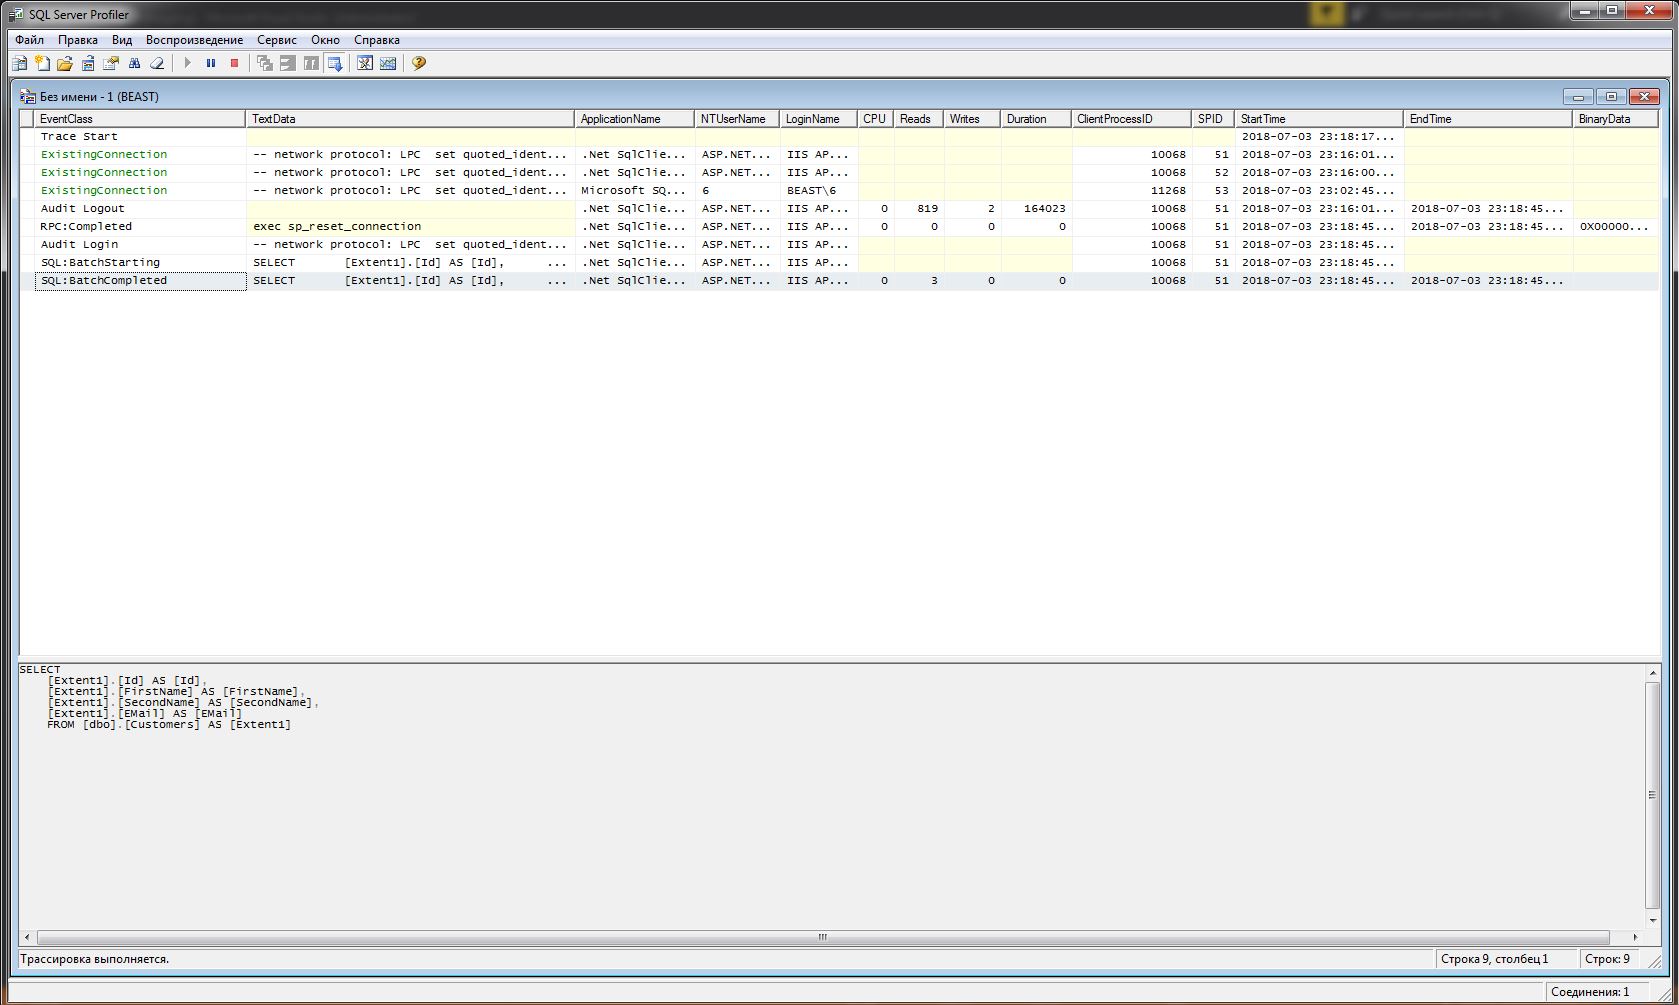 SQL Server Profiler
Файл Правка Вид Воспроизведение Сервис Окно Справка
Без имени - 1 (BEAST)
EventClass TextData ApplicationName NTUserName LoginName CPU Reads Writes Duration ClientProcessID SPID StartTime EndTime BinaryData
Trace Start 2018-07-03 23:18:17...
ExistingConnection -- network protocol: LPC set quoted_ident... .Net SqlClie... ASP.NET... IIS AP... 10068 51 2018-07-03 23:16:01...
ExistingConnection -- network protocol: LPC set quoted_ident... .Net SqlClie... ASP.NET... IIS AP... 10068 52 2018-07-03 23:16:00...
ExistingConnection -- network protocol: LPC set quoted_ident... Microsoft SQ... 6 BEAST\6 11268 53 2018-07-03 23:02:45...
Audit Logout .Net SqlClie... ASP.NET... IIS AP... 0 819 2 164023 10068 51 2018-07-03 23:16:01... 2018-07-03 23:18:45...
RPC:Completed exec sp_reset_connection .Net SqlClie... ASP.NET... IIS AP... 0 0 0 0 10068 51 2018-07-03 23:18:45... 2018-07-03 23:18:45... 0X00000...
Audit Login -- network protocol: LPC set quoted_ident... .Net SqlClie... ASP.NET... IIS AP... 10068 51 2018-07-03 23:18:45...
SQL:BatchStarting SELECT [Extent1].[Id] AS [Id], ... .Net SqlClie... ASP.NET... IIS AP... 10068 51 2018-07-03 23:18:45...
SQL:BatchCompleted SELECT [Extent1].[Id] AS [Id], ... .Net SqlClie... ASP.NET... IIS AP... 0 3 0 0 10068 51 2018-07-03 23:18:45... 2018-07-03 23:18:45...
SELECT
[Extent1].[Id] AS [Id],
[Extent1].[FirstName] AS [FirstName],
[Extent1].[SecondName] AS [SecondName],
[Extent1].[EMail] AS [EMail]
FROM [dbo].[Customers] AS [Extent1]
Трассировка выполняется.
Строка 9, столбец 1
Строк: 9
Соединения: 1